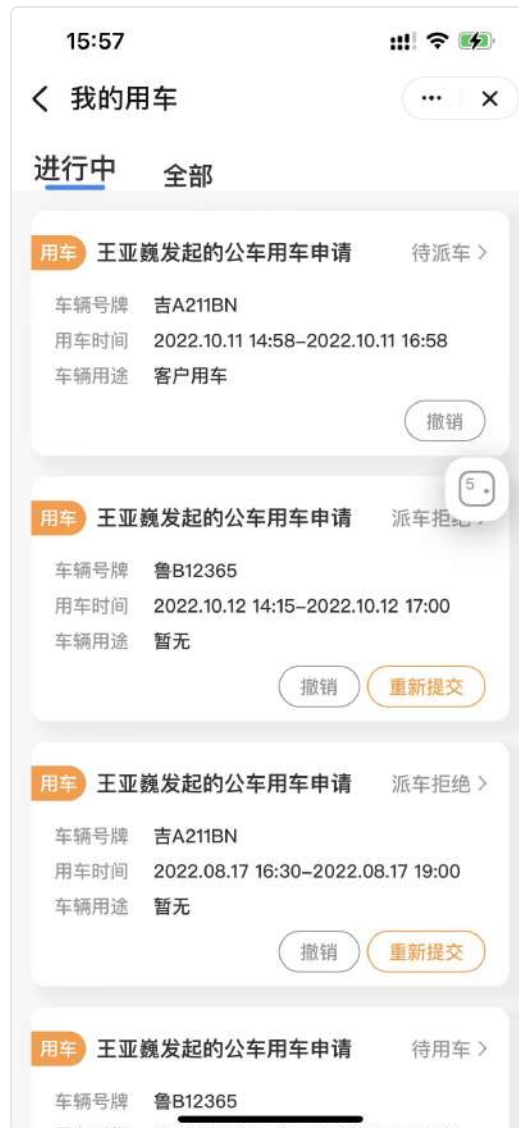 15:57
我的用车
进行中 全部
用车 王亚巍发起的公车用车申请 待派车
车辆号牌 吉A211BN
用车时间 2022.10.11 14:58-2022.10.11 16:58
车辆用途 客户用车
撤销
5
用车 王亚巍发起的公车用车申请 派车拒绝
车辆号牌 鲁B12365
用车时间 2022.10.12 14:15-2022.10.12 17:00
车辆用途 暂无
撤销 重新提交
用车 王亚巍发起的公车用车申请 派车拒绝
车辆号牌 吉A211BN
用车时间 2022.08.17 16:30-2022.08.17 19:00
车辆用途 暂无
撤销 重新提交
用车 王亚巍发起的公车用车申请 待用车
车辆号牌 鲁B12365